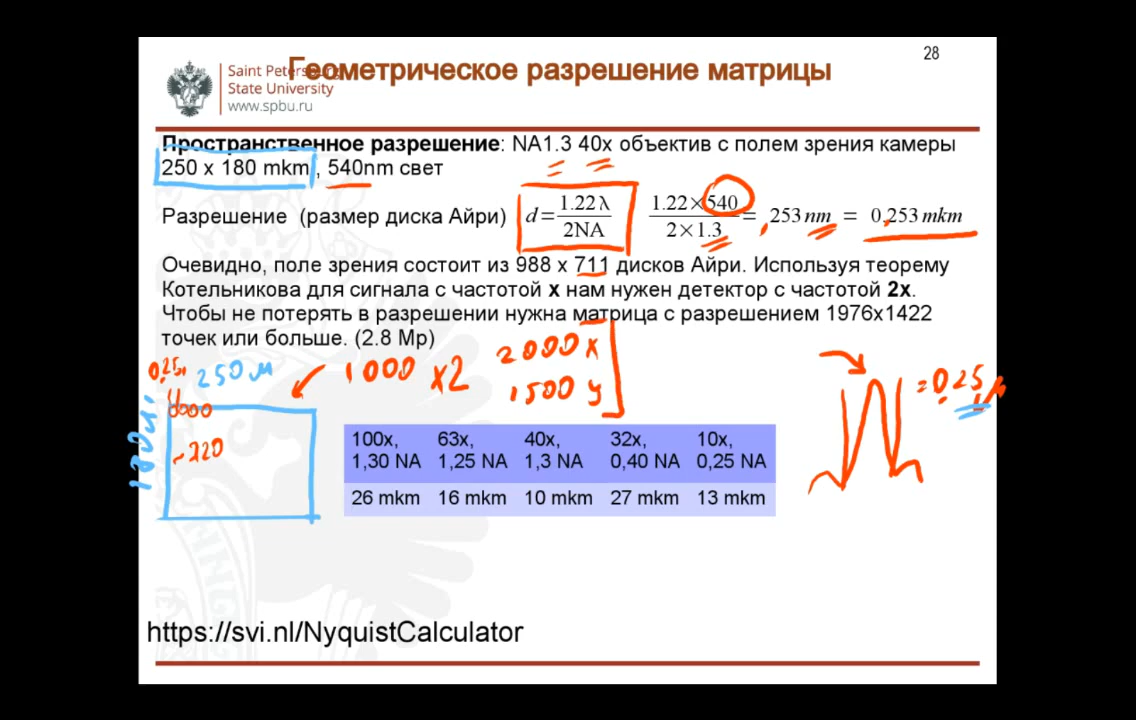 28
Saint Petersburg
State University
www.spbu.ru
Геометрическое разрешение матрицы
Пространственное разрешение: NA1.3 40x объектив с полем зрения камеры
250 x 180 mkm, 540nm свет
Разрешение (размер диска Айри) d=1.22λ/2NA 1.22×540/2×1.3=,253nm = 0.253mkm
Очевидно, поле зрения состоит из 988 x 711 дисков Айри. Используя теорему
Котельникова для сигнала с частотой x нам нужен детектор с частотой 2x.
Чтобы не потерять в разрешении нужна матрица с разрешением 1976x1422
точек или больше. (2.8 Mp)
250 м
1000 x2
2000 x
1500 y
=0,25 м
~720
100x, 63x, 40x, 32x, 10x,
1,30 NA 1,25 NA 1,3 NA 0,40 NA 0,25 NA
26 mkm 16 mkm 10 mkm 27 mkm 13 mkm
https://svi.nl/NyquistCalculator